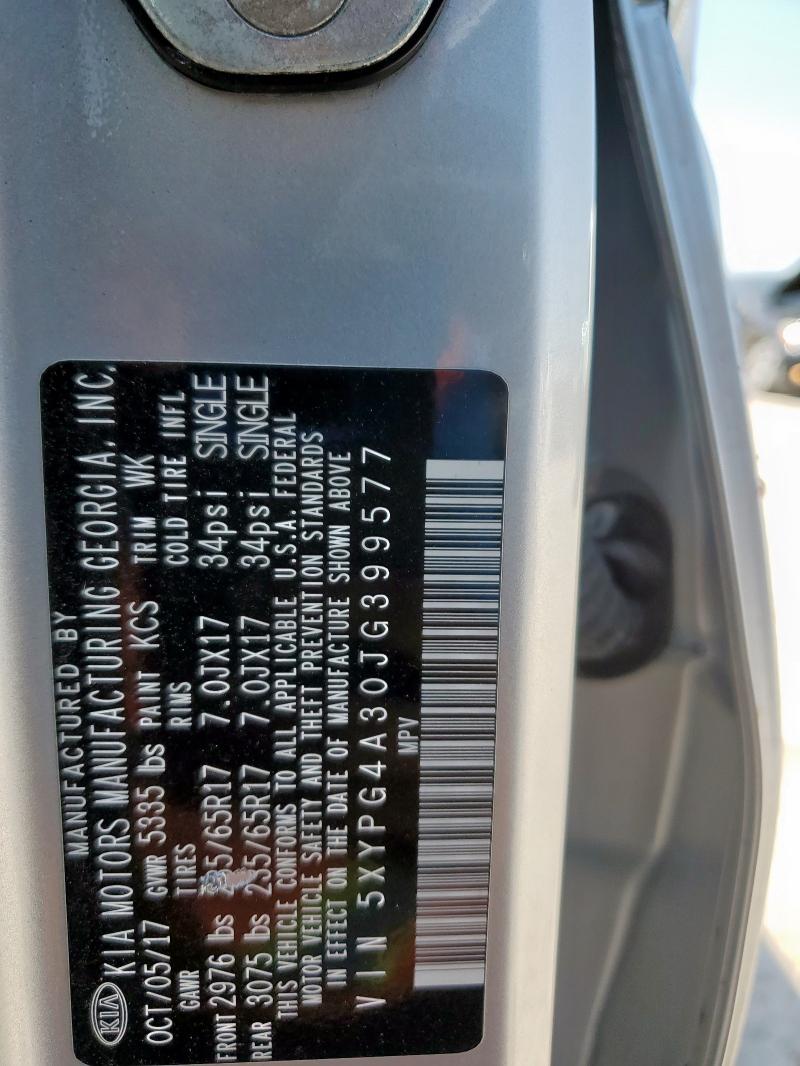 MANUFACTURED BY
KIA KIA MOTORS MANUFACTURING GEORGIA, INC.
OCT/05/17 GVWR 5335 lbs PAINT KCS TRIM WK
GAWR TIRES RIMS COLD TIRE INFL
FRONT 2976 lbs 235/65R17 7.0JX17 34psi SINGLE
REAR 3075 lbs 235/65R17 7.0JX17 34psi SINGLE
THIS VEHICLE CONFORMS TO ALL APPLICABLE U.S.A. FEDERAL
MOTOR VEHICLE SAFETY AND THEFT PREVENTION STANDARDS
IN EFFECT ON THE DATE OF MANUFACTURE SHOWN ABOVE
VIN 5XYPG4A30JG399577
MPV